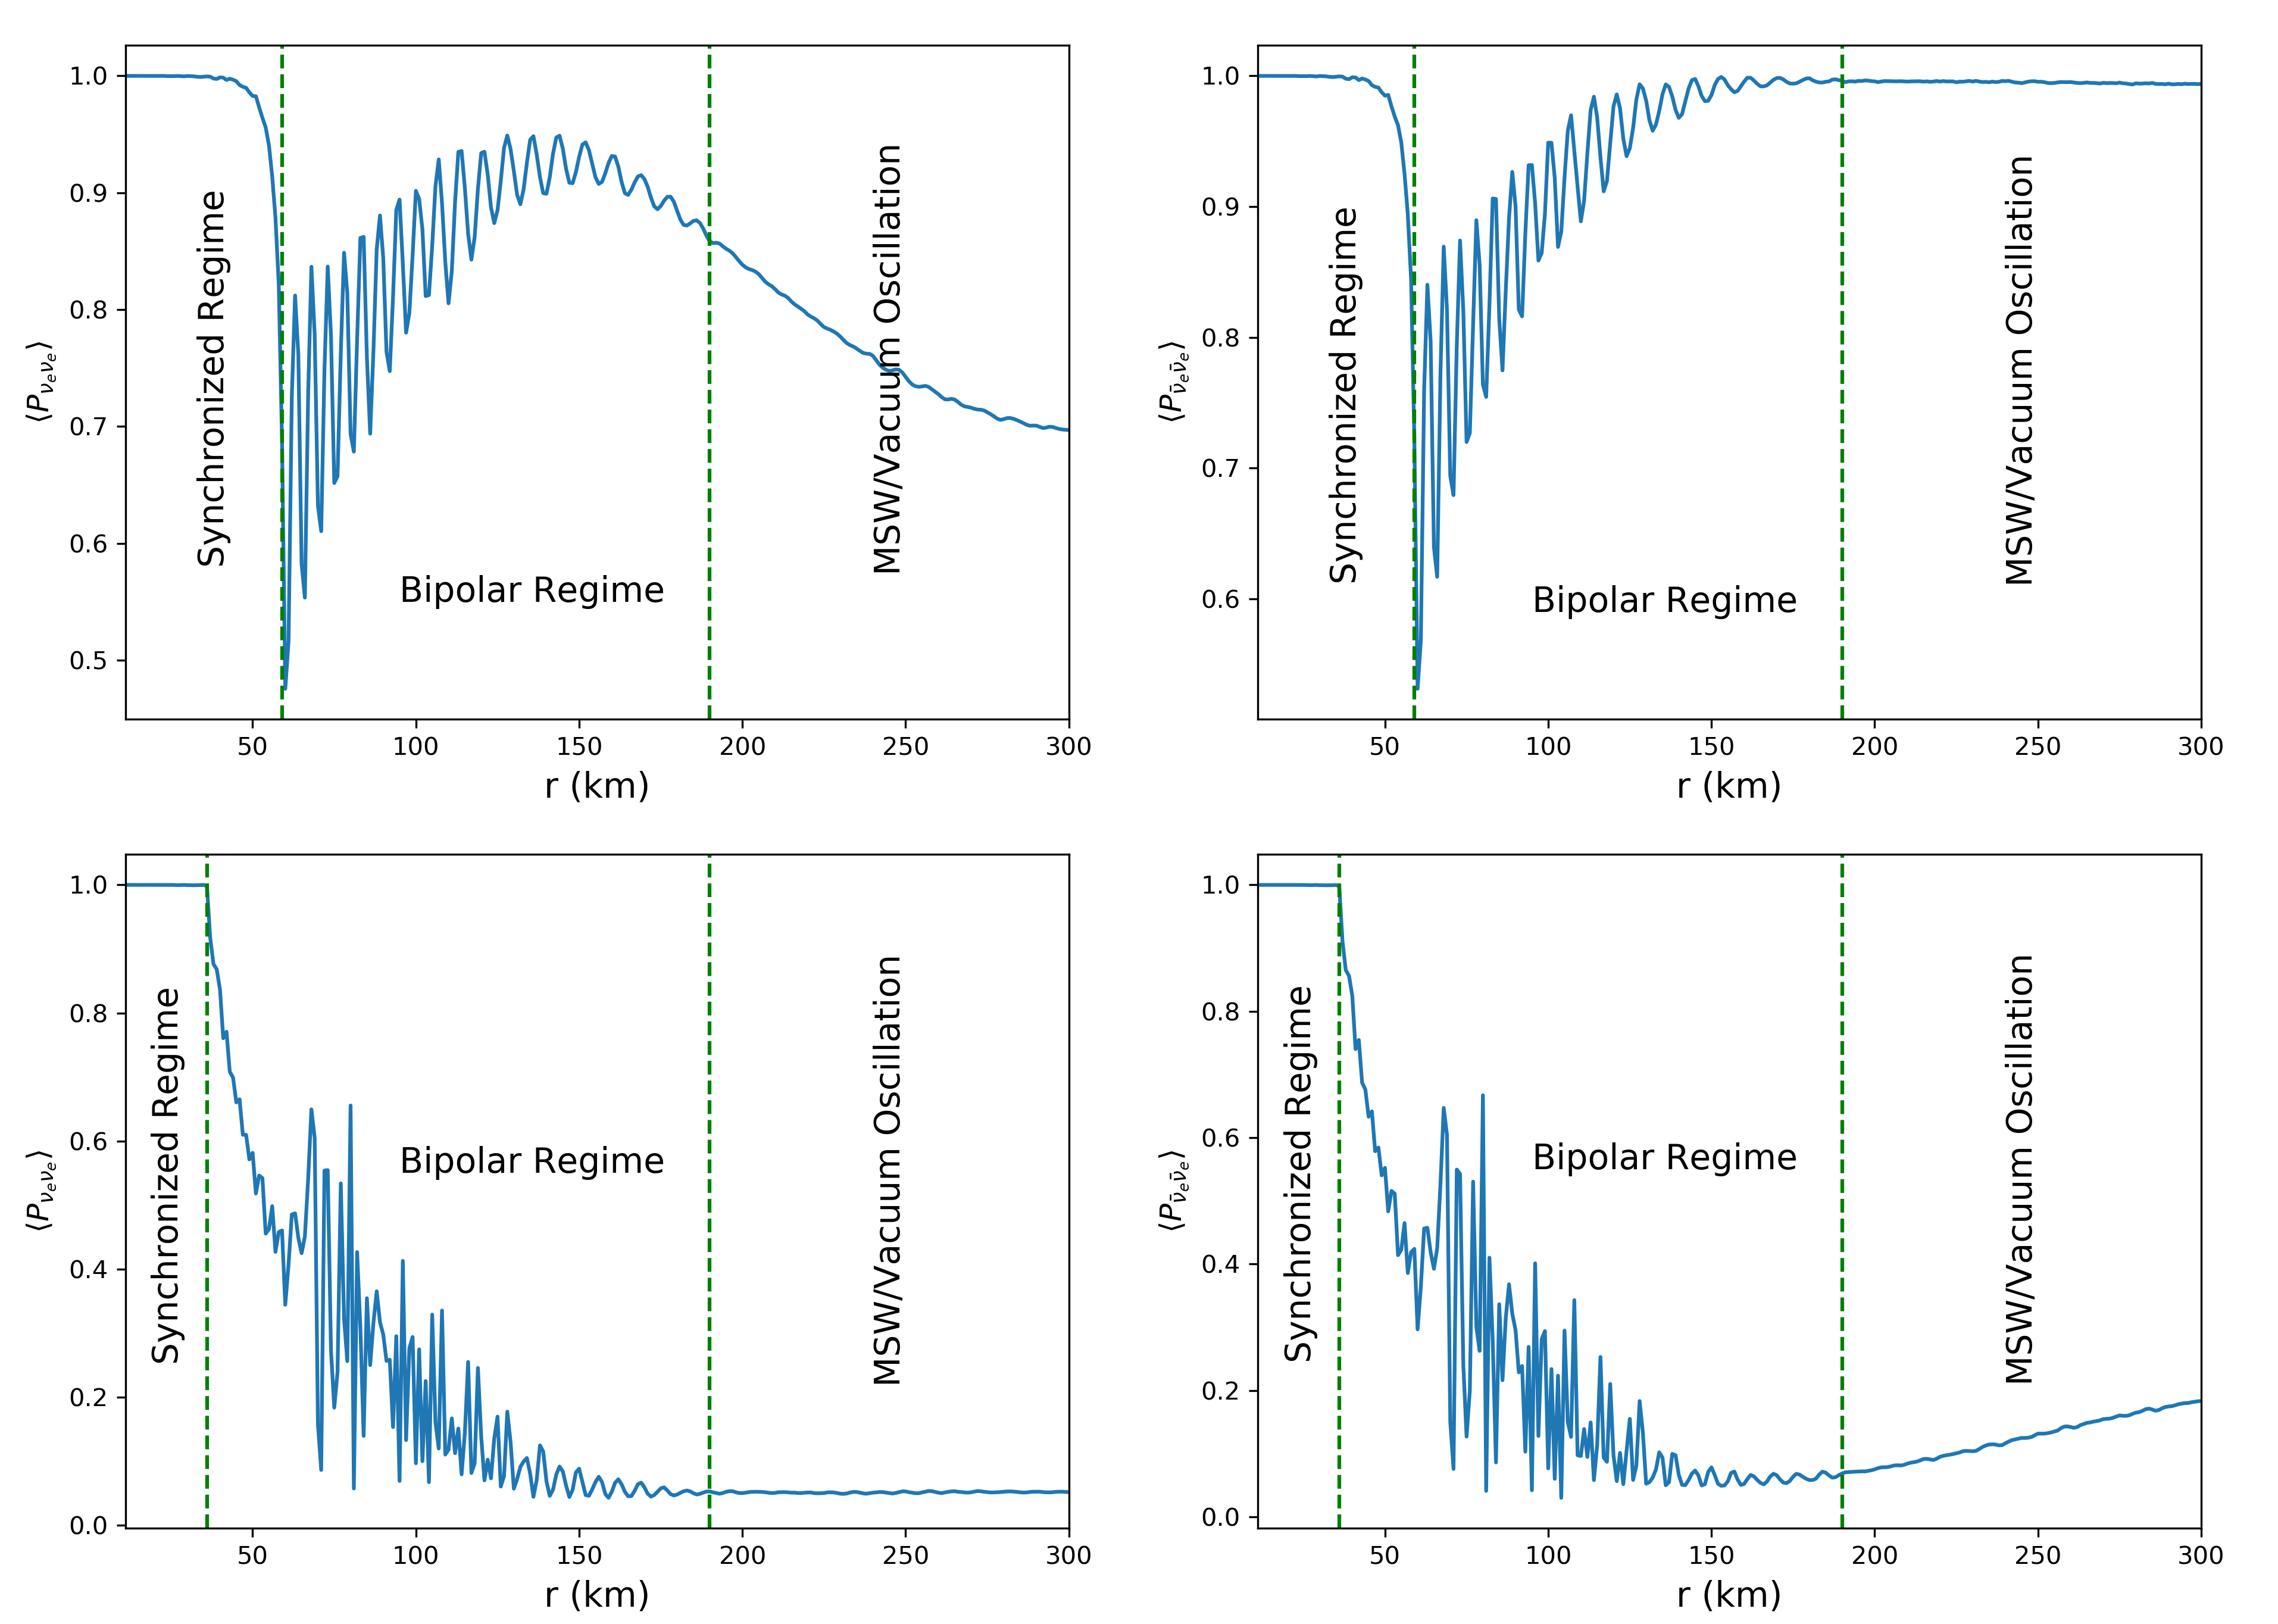 1.0
0.9
0.8
0.7
0.6
0.5
⟨P_{ν_eν_e}⟩
Synchronized Regime
Bipolar Regime
MSW/Vacuum Oscillation
50 100 150 200 250 300
r (km)
1.0
0.9
0.8
0.7
0.6
⟨P_{ν̄_eν̄_e}⟩
Synchronized Regime
Bipolar Regime
MSW/Vacuum Oscillation
50 100 150 200 250 300
r (km)
1.0
0.8
0.6
0.4
0.2
0.0
⟨P_{ν_eν_e}⟩
Synchronized Regime
Bipolar Regime
MSW/Vacuum Oscillation
50 100 150 200 250 300
r (km)
1.0
0.8
0.6
0.4
0.2
0.0
⟨P_{ν̄_eν̄_e}⟩
Synchronized Regime
Bipolar Regime
MSW/Vacuum Oscillation
50 100 150 200 250 300
r (km)